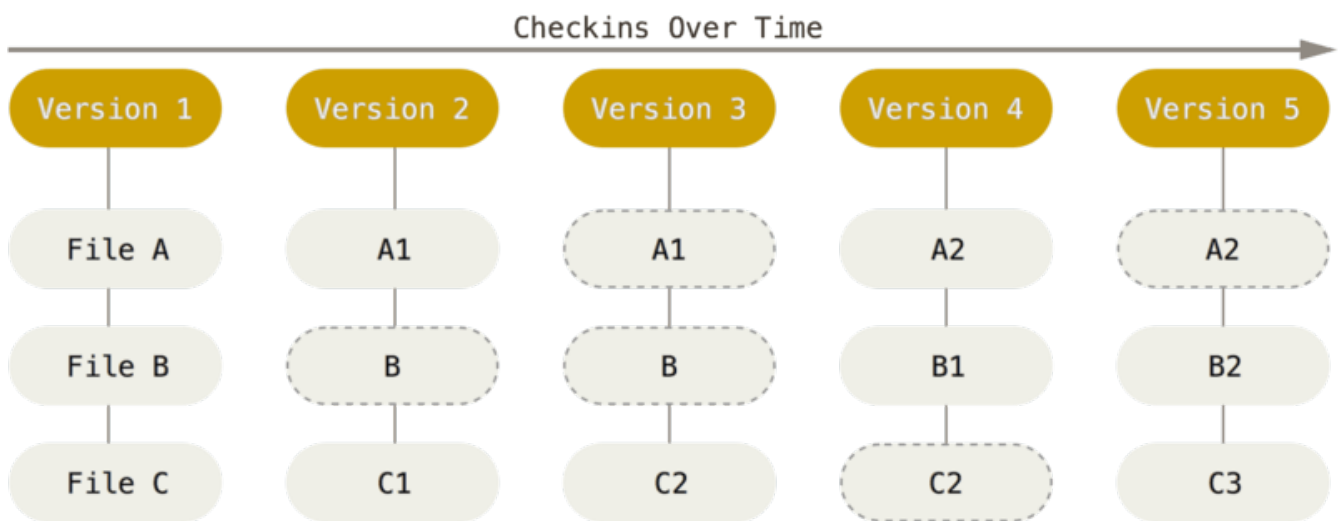 Checkins Over Time
Version 1 Version 2 Version 3 Version 4 Version 5
File A A1 A1 A2 A2
File B B B B1 B2
File C C1 C2 C2 C3